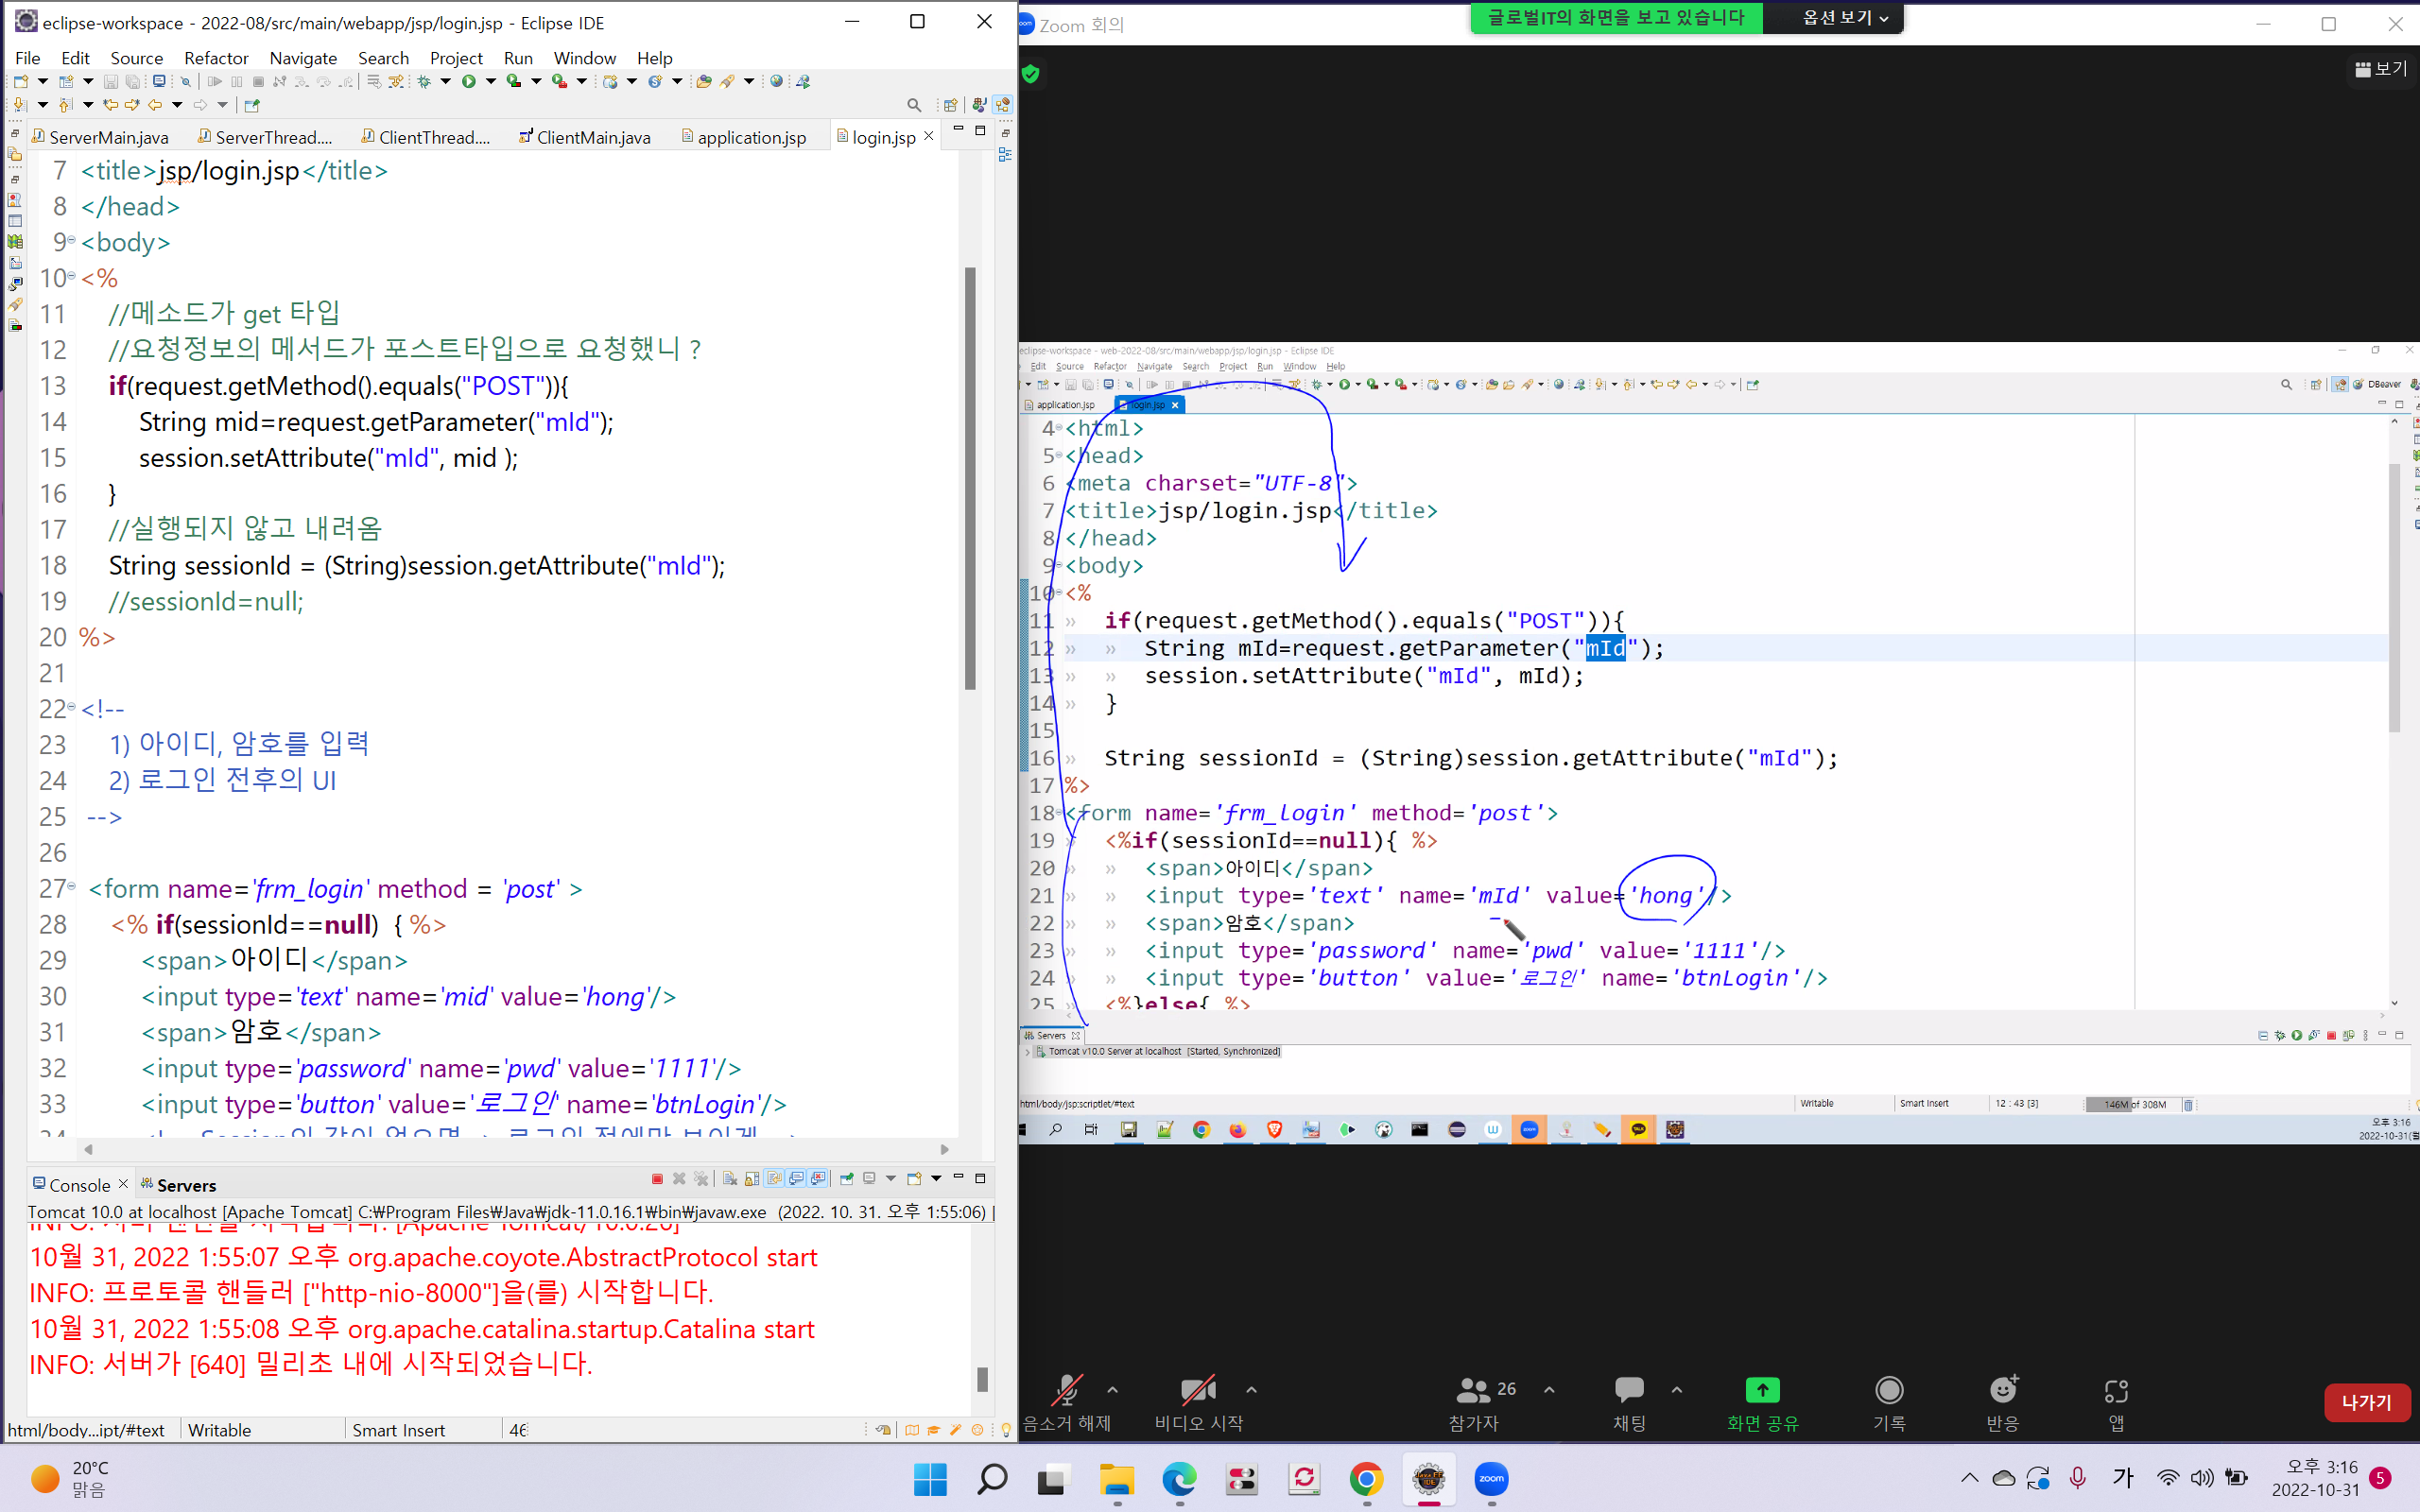 eclipse-workspace - 2022-08/src/main/webapp/jsp/login.jsp - Eclipse IDE
File Edit Source Refactor Navigate Search Project Run Window Help
ServerMain.java ServerThread.... ClientThread.... ClientMain.java application.jsp login.jsp
7 <title>jsp/login.jsp</title>
8 </head>
9 <body>
10 <%
11 //메소드가 get 타입
12 //요청정보의 메서드가 포스트타입으로 요청했니 ?
13 if(request.getMethod().equals("POST")){
14 String mid=request.getParameter("mId");
15 session.setAttribute("mId", mid );
16 }
17 //실행되지 않고 내려옴
18 String sessionId = (String)session.getAttribute("mId");
19 //sessionId=null;
20 %>
21
22 <!--
23 1) 아이디, 암호를 입력
24 2) 로그인 전후의 UI
25 -->
26
27 <form name='frm_login' method = 'post' >
28 <% if(sessionId==null) { %>
29 <span>아이디</span>
30 <input type='text' name='mid' value='hong'/>
31 <span>암호</span>
32 <input type='password' name='pwd' value='1111'/>
33 <input type='button' value='로그인' name='btnLogin'/>
Console Servers
Tomcat 10.0 at localhost [Apache Tomcat] C:₩Program Files₩Java₩jdk-11.0.16.1₩bin₩javaw.exe (2022. 10. 31. 오후 1:55:06) [
10월 31, 2022 1:55:07 오후 org.apache.coyote.AbstractProtocol start
INFO: 프로토콜 핸들러 ["http-nio-8000"]을(를) 시작합니다.
10월 31, 2022 1:55:08 오후 org.apache.catalina.startup.Catalina start
INFO: 서버가 [640] 밀리초 내에 시작되었습니다.
html/body...ipt/#text Writable Smart Insert 46
Zoom 회의
글로벌IT의 화면을 보고 있습니다 옵션 보기
보기
eclipse-workspace - web-2022-08/src/main/webapp/jsp/login.jsp - Eclipse IDE
Edit Source Refactor Navigate Search Project Run Window Help
DBeaver
application.jsp login.jsp
4 <html>
5 <head>
6 <meta charset="UTF-8">
7 <title>jsp/login.jsp</title>
8 </head>
9 <body>
10 <%
11 if(request.getMethod().equals("POST")){
12 String mId=request.getParameter("mId");
13 session.setAttribute("mId", mId);
14 }
15
16 String sessionId = (String)session.getAttribute("mId");
17 %>
18 <form name='frm_login' method='post'>
19 <%if(sessionId==null){ %>
20 <span>아이디</span>
21 <input type='text' name='mId' value='hong'/>
22 <span>암호</span>
23 <input type='password' name='pwd' value='1111'/>
24 <input type='button' value='로그인' name='btnLogin'/>
25 <%}else{ %>
Servers
Tomcat v10.0 Server at localhost [Started, Synchronized]
html/body/jsp:scriptlet/#text Writable Smart Insert 12 : 43 [3] 146M of 308M
오후 3:16
2022-10-31(월
음소거 해제 비디오 시작 참가자 26 채팅 화면 공유 기록 반응 앱 나가기
20°C
맑음
zoom
가
오후 3:16
2022-10-31
5